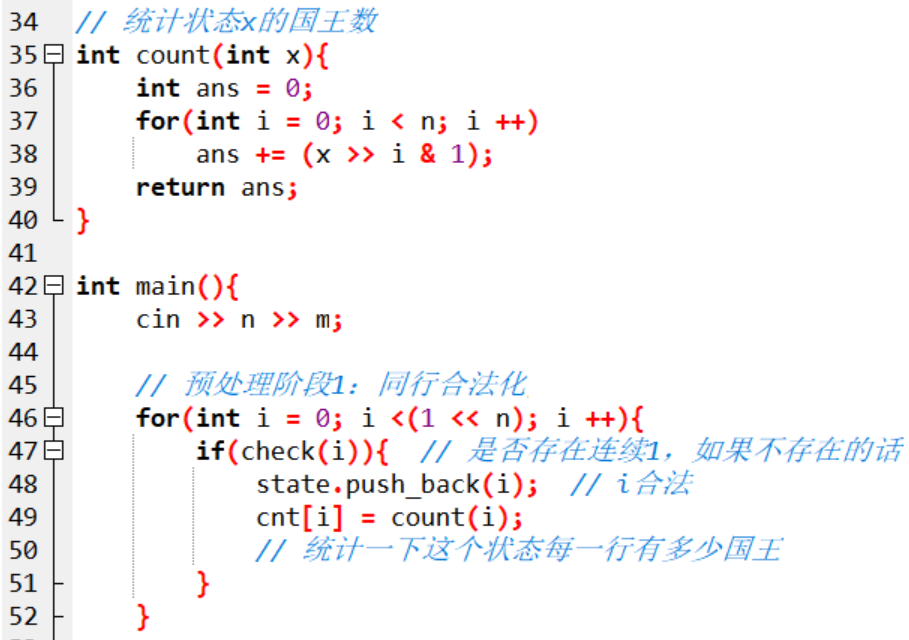 34 // 统计状态x的国王数
35 int count(int x){
36 int ans = 0;
37 for(int i = 0; i < n; i ++)
38 ans += (x >> i & 1);
39 return ans;
40 }
41
42 int main(){
43 cin >> n >> m;
44
45 // 预处理阶段1：同行合法化
46 for(int i = 0; i <(1 << n); i ++){
47 if(check(i)){ // 是否存在连续1，如果不存在的话
48 state.push_back(i); // i合法
49 cnt[i] = count(i);
50 // 统计一下这个状态每一行有多少国王
51 }
52 }